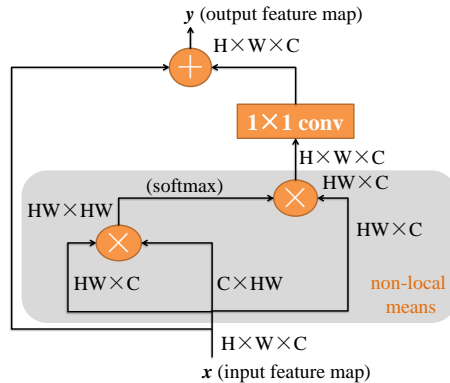 y (output feature map)
H×W×C
1×1 conv
H×W×C
HW×C
(softmax)
HW×HW
HW×C
HW×C
C×HW
non-local
means
H×W×C
x (input feature map)